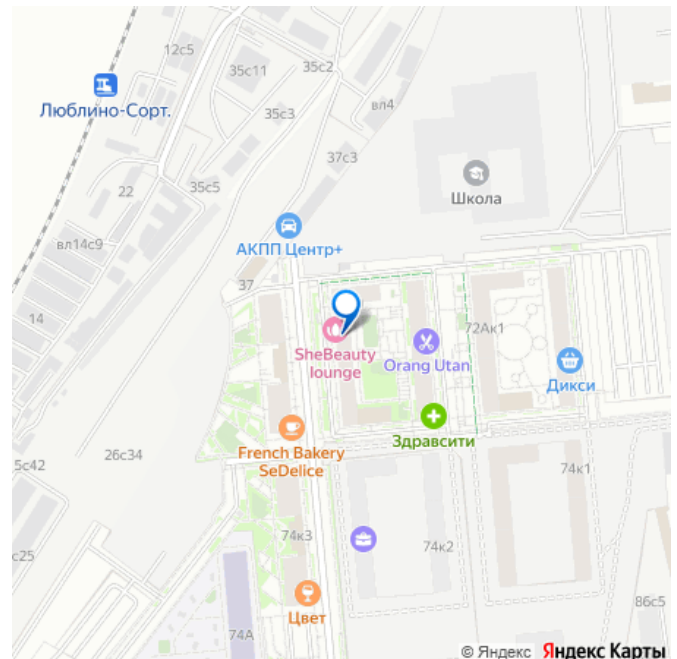 12с5
35с11
35с2
Люблино-Сорт.
35с3
вл4
37с3
22
35с5
Школа
вл14с9
АКПП Центр+
37
14
72Ак1
SheBeauty
lounge
Orang Utan
Дикси
Здравсити
French Bakery
SeDelice
26с34
5с42
74к1
74к3
74к2
с25
Цвет
86с5
74А
© Яндекс Яндекс Карты